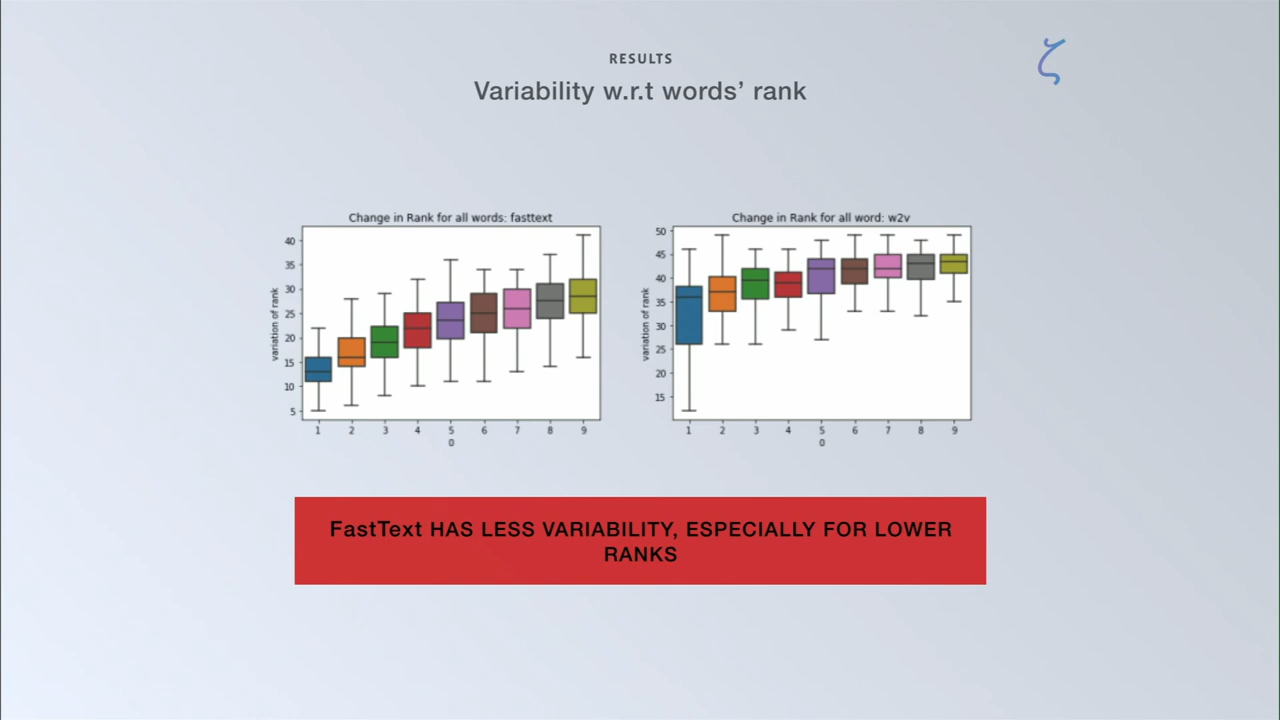 RESULTS
Variability w.r.t words’ rank
ζ
Change in Rank for all words: fasttext
variation of rank
40
35
30
25
20
15
10
5
1 2 3 4 5 6 7 8 9
0
Change in Rank for all word: w2v
variation of rank
50
45
40
35
30
25
20
15
1 2 3 4 5 6 7 8 9
0
FastText HAS LESS VARIABILITY, ESPECIALLY FOR LOWER
RANKS